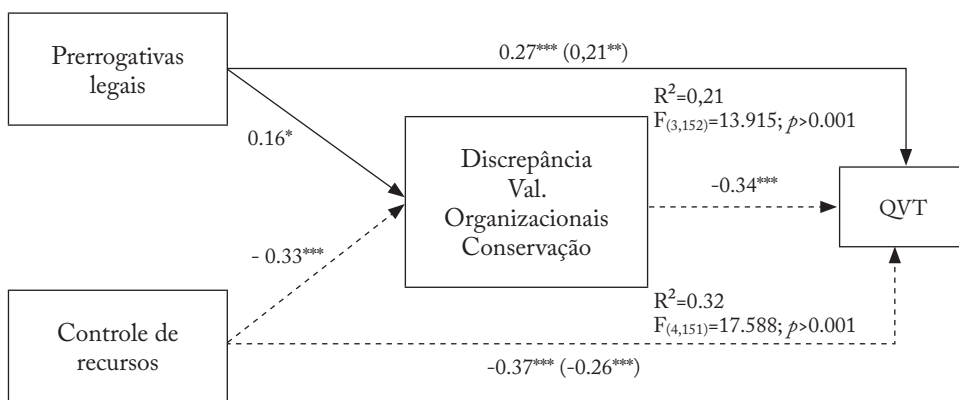 Prerrogativas
legais
0.27*** (0,21**)
R²=0,21
F(3,152)=13.915; p>0.001
0.16*
Discrepância
Val.
Organizacionais
Conservação
-0.34***
QVT
- 0.33***
R²=0.32
F(4,151)=17.588; p>0.001
Controle de
recursos
-0.37*** (-0.26***)